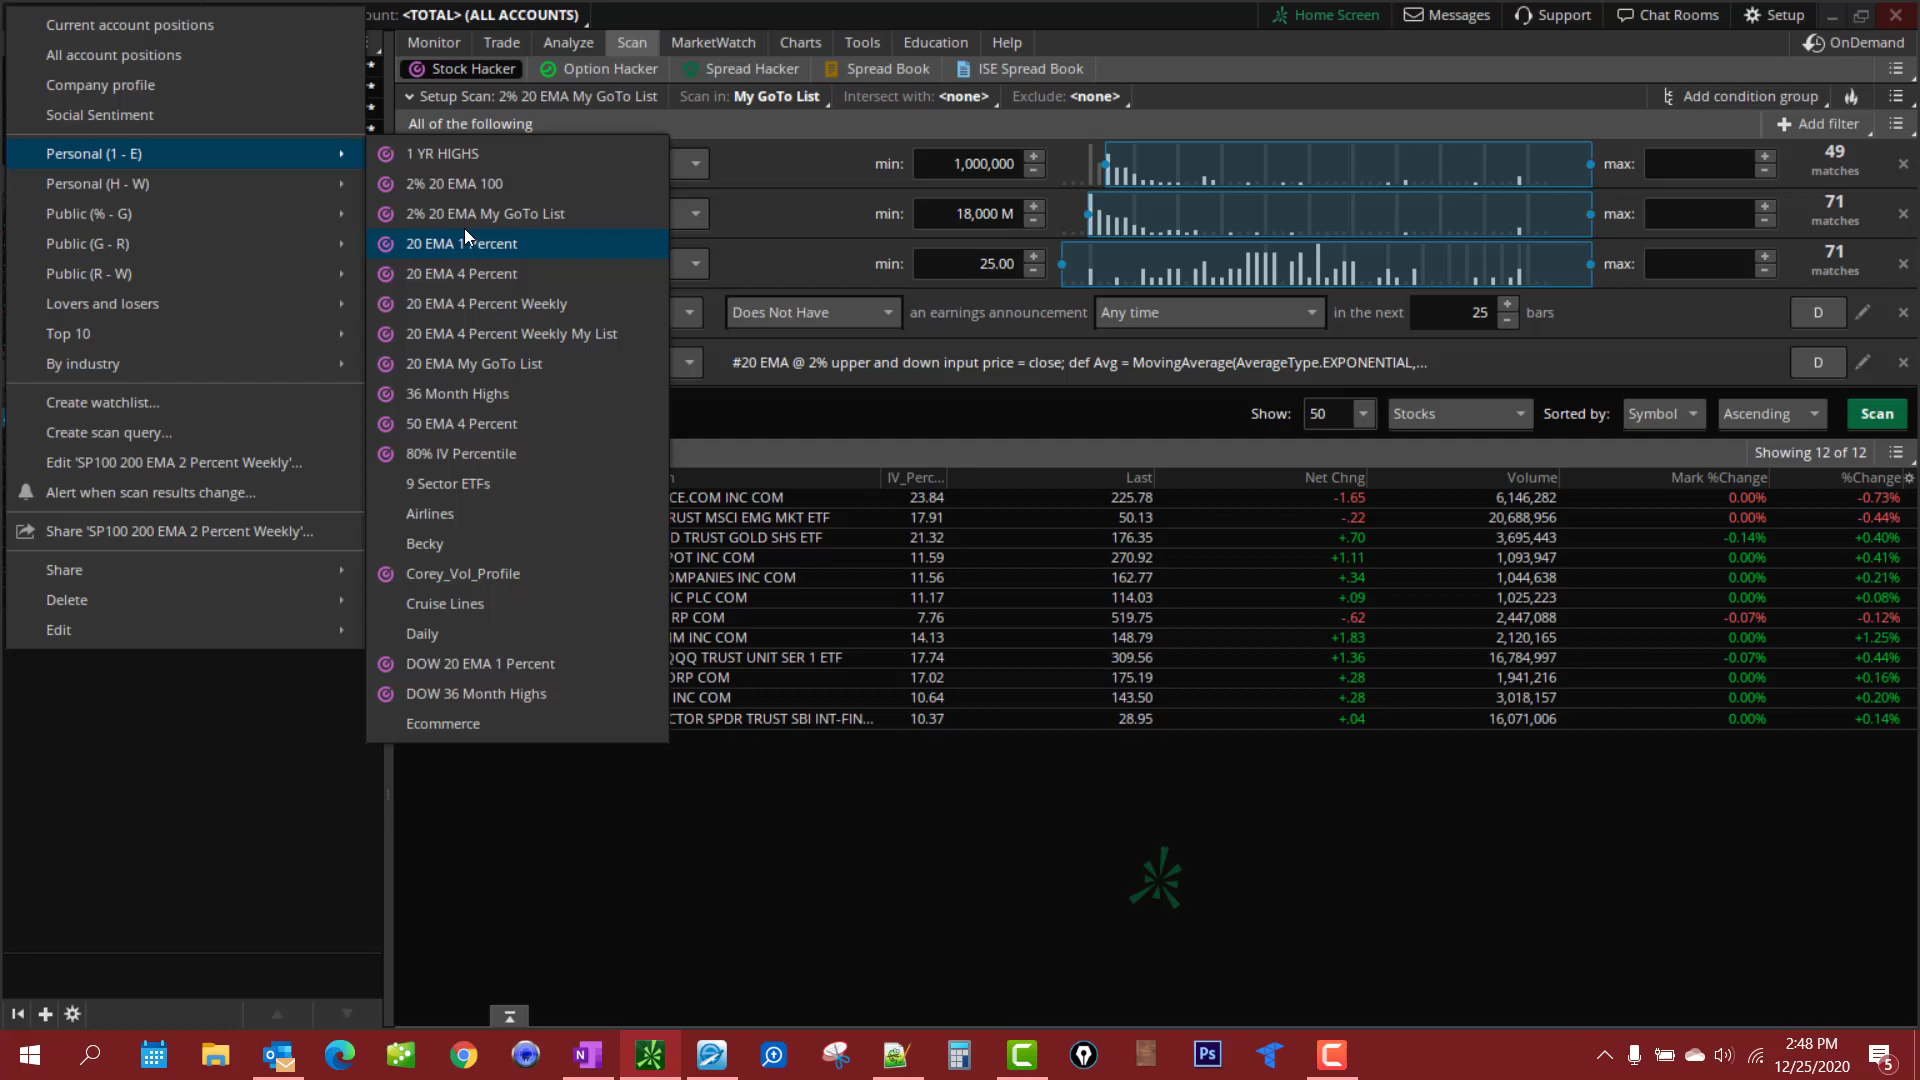 Current account positions
All account positions
Company profile
Social Sentiment
Personal (1 - E)
Personal (H - W)
Public (% - G)
Public (G - R)
Public (R - W)
Lovers and losers
Top 10
By industry
Create watchlist...
Create scan query...
Edit 'SP100 200 EMA 2 Percent Weekly'...
Alert when scan results change...
Share 'SP100 200 EMA 2 Percent Weekly'...
Share
Delete
Edit
1 YR HIGHS
2% 20 EMA 100
2% 20 EMA My GoTo List
20 EMA 1 Percent
20 EMA 4 Percent
20 EMA 4 Percent Weekly
20 EMA 4 Percent Weekly My List
20 EMA My GoTo List
36 Month Highs
50 EMA 4 Percent
80% IV Percentile
9 Sector ETFs
Airlines
Becky
Corey_Vol_Profile
Cruise Lines
Daily
DOW 20 EMA 1 Percent
DOW 36 Month Highs
Ecommerce
ount: <TOTAL> (ALL ACCOUNTS) Home Screen Messages Support Chat Rooms Setup
Monitor Trade Analyze Scan MarketWatch Charts Tools Education Help OnDemand
Stock Hacker Option Hacker Spread Hacker Spread Book ISE Spread Book
Setup Scan: 2% 20 EMA My GoTo List Scan in: My GoTo List Intersect with: <none> Exclude: <none> Add condition group
All of the following Add filter
min: 1,000,000 max: 49 matches
min: 18,000 M max: 71 matches
min: 25.00 max: 71 matches
Does Not Have an earnings announcement Any time in the next 25 bars D
#20 EMA @ 2% upper and down input price = close; def Avg = MovingAverage(AverageType.EXPONENTIAL,... D
Show: 50 Stocks Sorted by: Symbol Ascending Scan
Showing 12 of 12
IV_Perc... Last Net Chng Volume Mark %Change %Change
CE.COM INC COM 23.84 225.78 -1.65 6,146,282 0.00% -0.73%
RUST MSCI EMG MKT ETF 17.91 50.13 -.22 20,688,956 0.00% -0.44%
D TRUST GOLD SHS ETF 21.32 176.35 +.70 3,695,443 -0.14% +0.40%
POT INC COM 11.59 270.92 +1.11 1,093,947 0.00% +0.41%
OMPANIES INC COM 11.56 162.77 +.34 1,044,638 0.00% +0.21%
IC PLC COM 11.17 114.03 +.09 1,025,223 0.00% +0.08%
RP COM 7.76 519.75 -.62 2,447,088 -0.07% -0.12%
IM INC COM 14.13 148.79 +1.83 2,120,165 0.00% +1.25%
QQQ TRUST UNIT SER 1 ETF 17.74 309.56 +1.36 16,784,997 -0.07% +0.44%
ORP COM 17.02 175.19 +.28 1,941,216 0.00% +0.16%
INC COM 10.64 143.50 +.28 3,018,157 0.00% +0.20%
CTOR SPDR TRUST SBI INT-FIN... 10.37 28.95 +.04 16,071,006 0.00% +0.14%
2:48 PM
12/25/2020
5
Ps